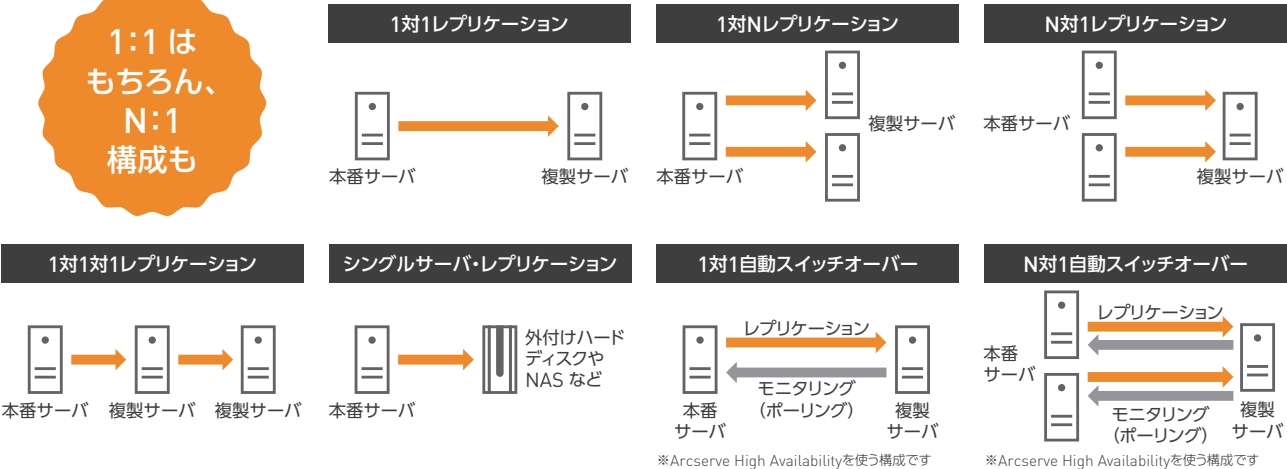 1:1 は
もちろん、
N:1
構成も
1対1レプリケーション
本番サーバ
複製サーバ
1対Nレプリケーション
本番サーバ
複製サーバ
N対1レプリケーション
本番サーバ
複製サーバ
1対1対1レプリケーション
本番サーバ
複製サーバ
複製サーバ
シングルサーバ・レプリケーション
本番サーバ
外付けハード
ディスクや
NAS など
1対1自動スイッチオーバー
レプリケーション
モニタリング
（ポーリング）
本番
サーバ
複製
サーバ
※Arcserve High Availabilityを使う構成です
N対1自動スイッチオーバー
レプリケーション
本番
サーバ
モニタリング
（ポーリング）
複製
サーバ
※Arcserve High Availabilityを使う構成です